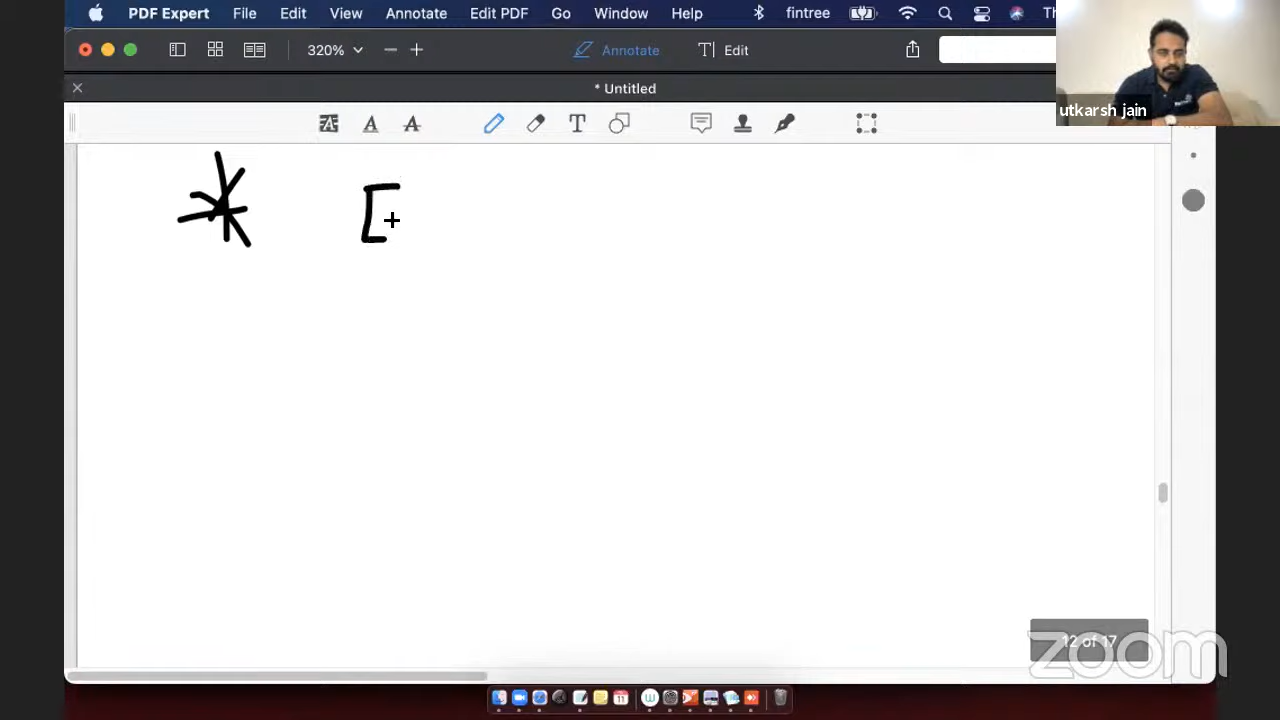 PDF Expert File Edit View Annotate Edit PDF Go Window Help fintree
320% Annotate T| Edit
* Untitled
utkarsh jain
A A A T
* [
12 of 17
zoom